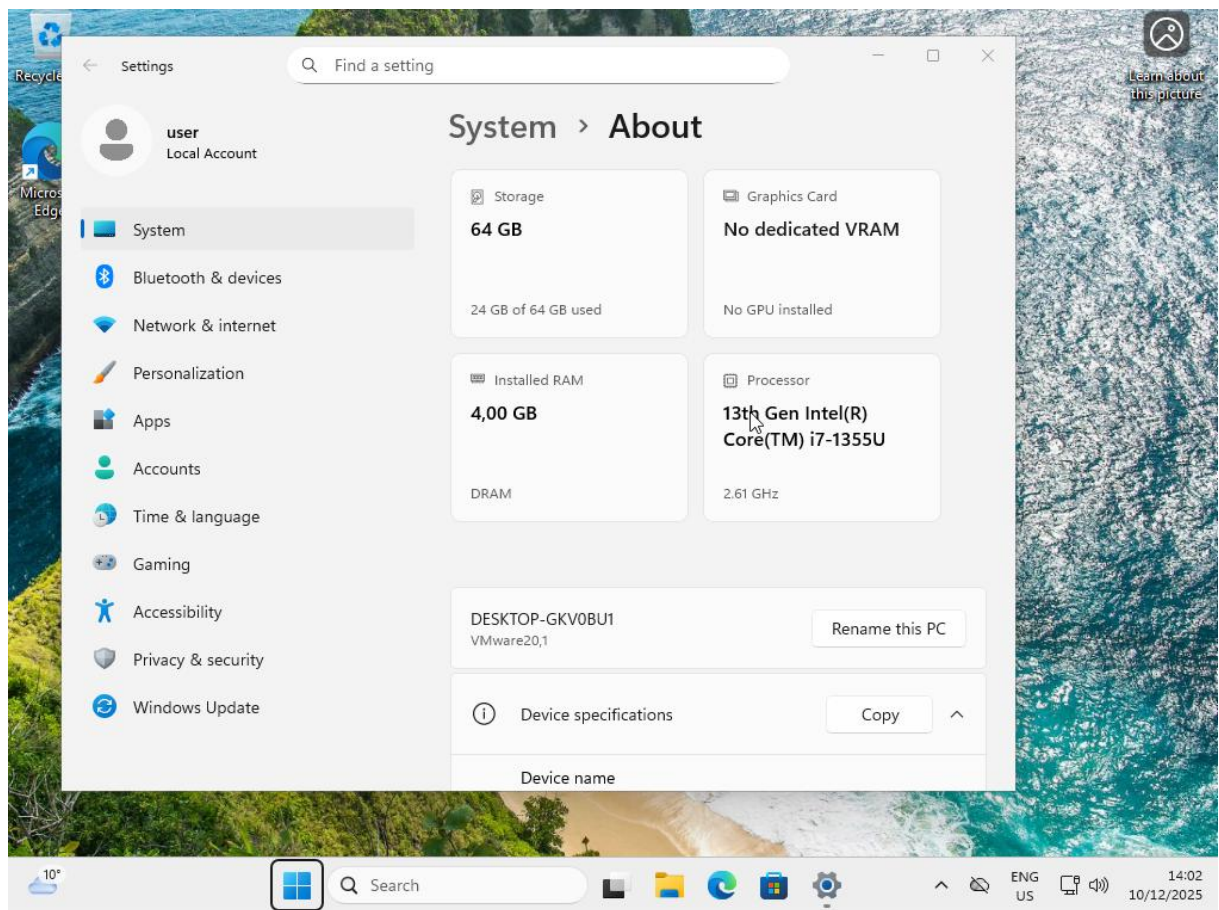 Recycle
Learn about
this picture
Micros
Edge
Settings
Find a setting
user
Local Account
System
Bluetooth & devices
Network & internet
Personalization
Apps
Accounts
Time & language
Gaming
Accessibility
Privacy & security
Windows Update
System > About
Storage
64 GB
24 GB of 64 GB used
Graphics Card
No dedicated VRAM
No GPU installed
Installed RAM
4,00 GB
DRAM
Processor
13th Gen Intel(R)
Core(TM) i7-1355U
2.61 GHz
DESKTOP-GKV0BU1
VMware20,1
Rename this PC
Device specifications
Copy
Device name
10°
Search
ENG
US
14:02
10/12/2025